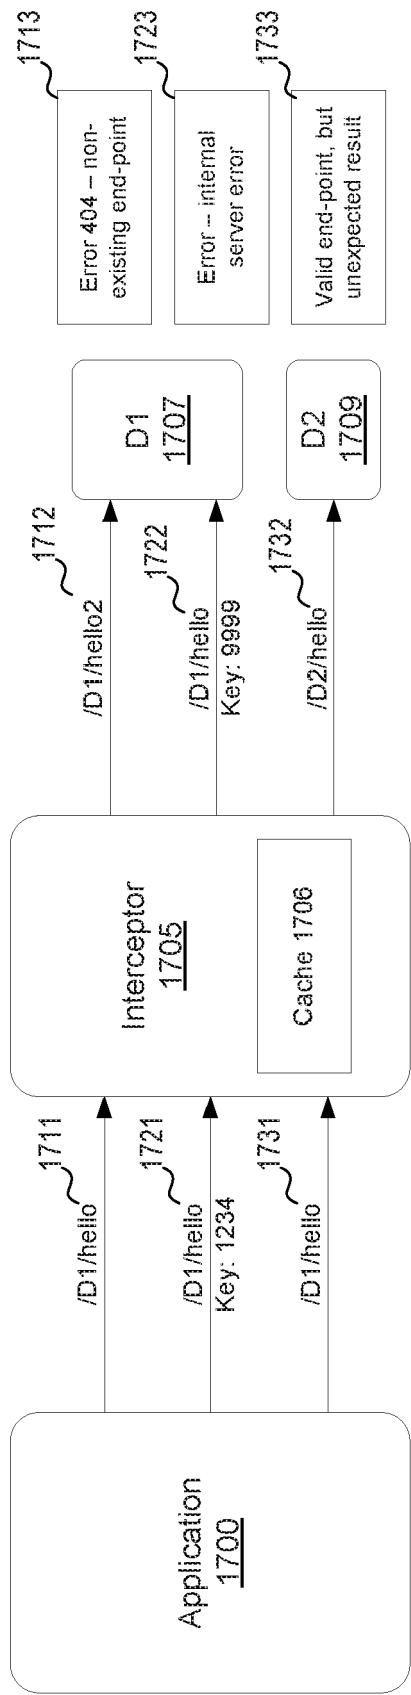 Application
1700
/D1/hello
1711
/D1/hello
Key: 1234
1721
/D1/hello
1731
Interceptor
1705
Cache 1706
/D1/hello2
1712
/D1/hello
Key: 9999
1722
/D2/hello
1732
D1
1707
D2
1709
Error 404 – non-
existing end-point
1713
Error – internal
server error
1723
Valid end-point, but
unexpected result
1733